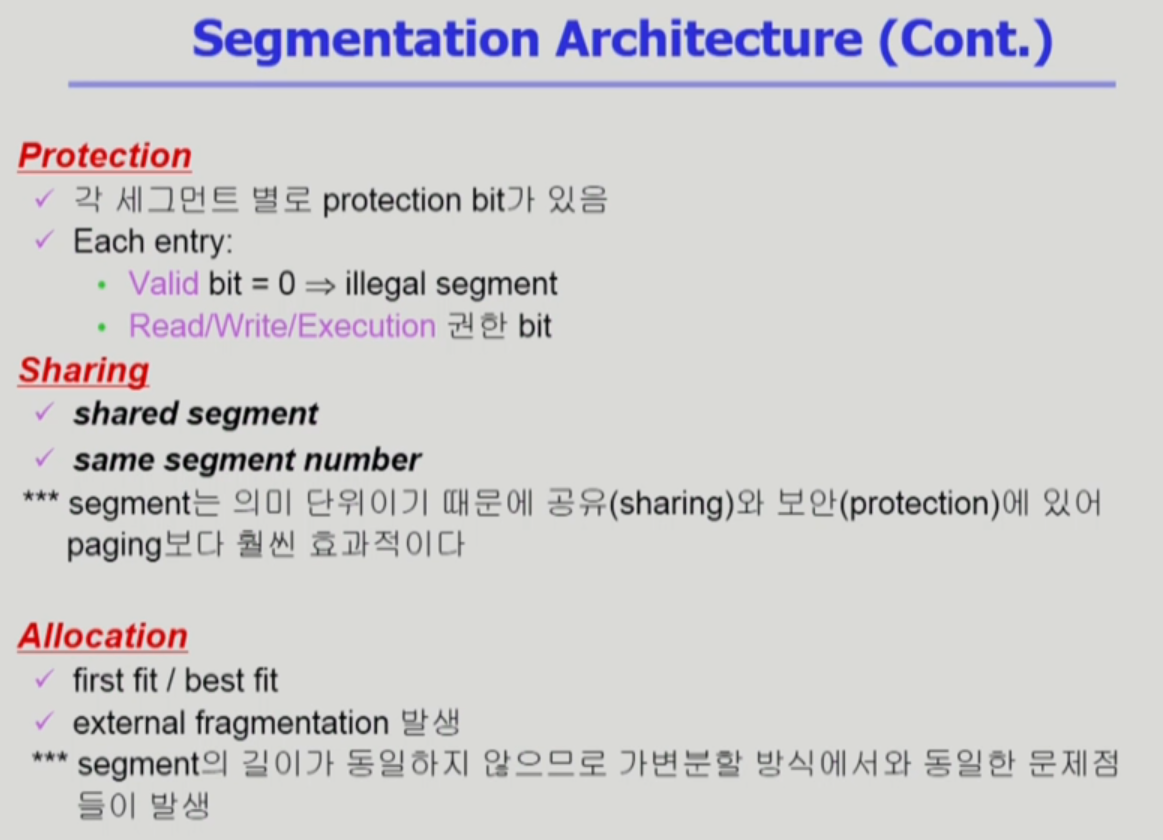 Segmentation Architecture (Cont.)
Protection
✓ 각 세그먼트 별로 protection bit가 있음
✓ Each entry:
• Valid bit = 0 ⇒ illegal segment
• Read/Write/Execution 권한 bit
Sharing
✓ shared segment
✓ same segment number
*** segment는 의미 단위이기 때문에 공유(sharing)와 보안(protection)에 있어
paging보다 훨씬 효과적이다
Allocation
✓ first fit / best fit
✓ external fragmentation 발생
*** segment의 길이가 동일하지 않으므로 가변분할 방식에서와 동일한 문제점
들이 발생